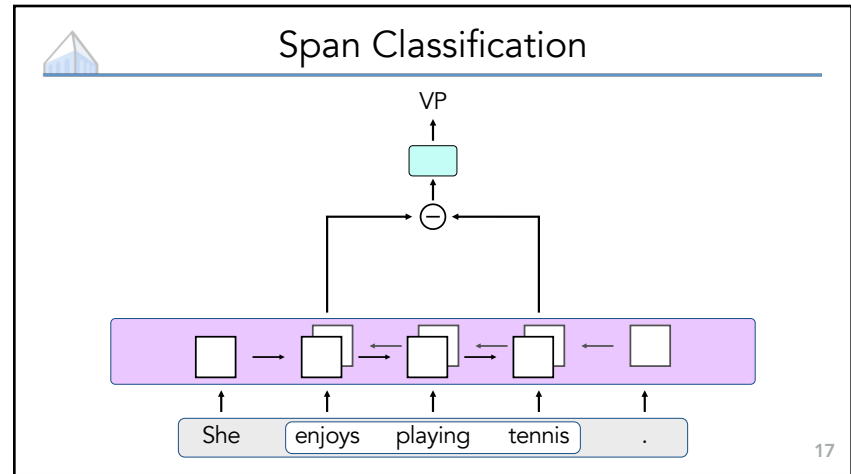 Span Classification
VP
−
She enjoys playing tennis .
17